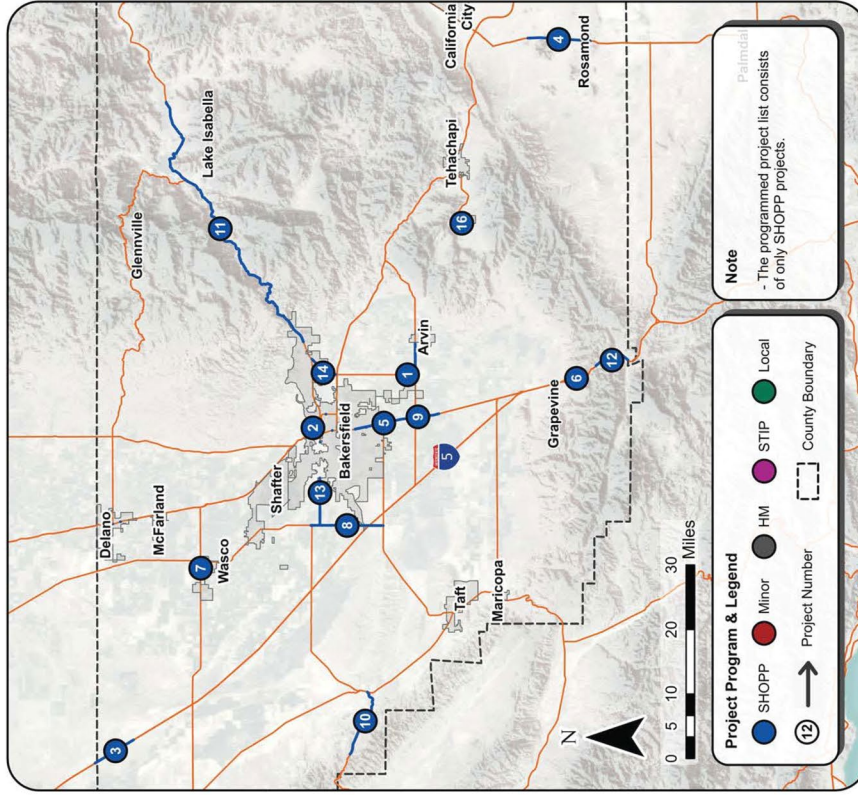 Delano
McFarland
7
Wasco
3
Shafter
Glennville
Lake Isabella
11
13
8
2
Bakersfield
14
5
9
1
Arvin
5
10
Taft
Maricopa
Grapevine
6
12
16
Tehachapi
California
City
4
Rosamond
Palmdal
N
0 5 10 20 30
Miles
Project Program & Legend
SHOPP Minor HM STIP Local
12 Project Number County Boundary
Note
- The programmed project list consists
of only SHOPP projects.